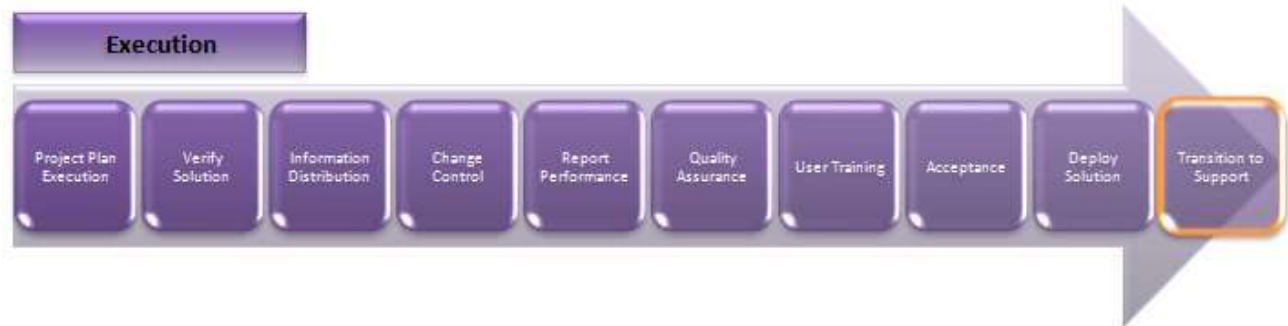 Execution
Project Plan
Execution
Verify
Solution
Information
Distribution
Change
Control
Report
Performance
Quality
Assurance
User Training
Acceptance
Deploy
Solution
Transition to
Support